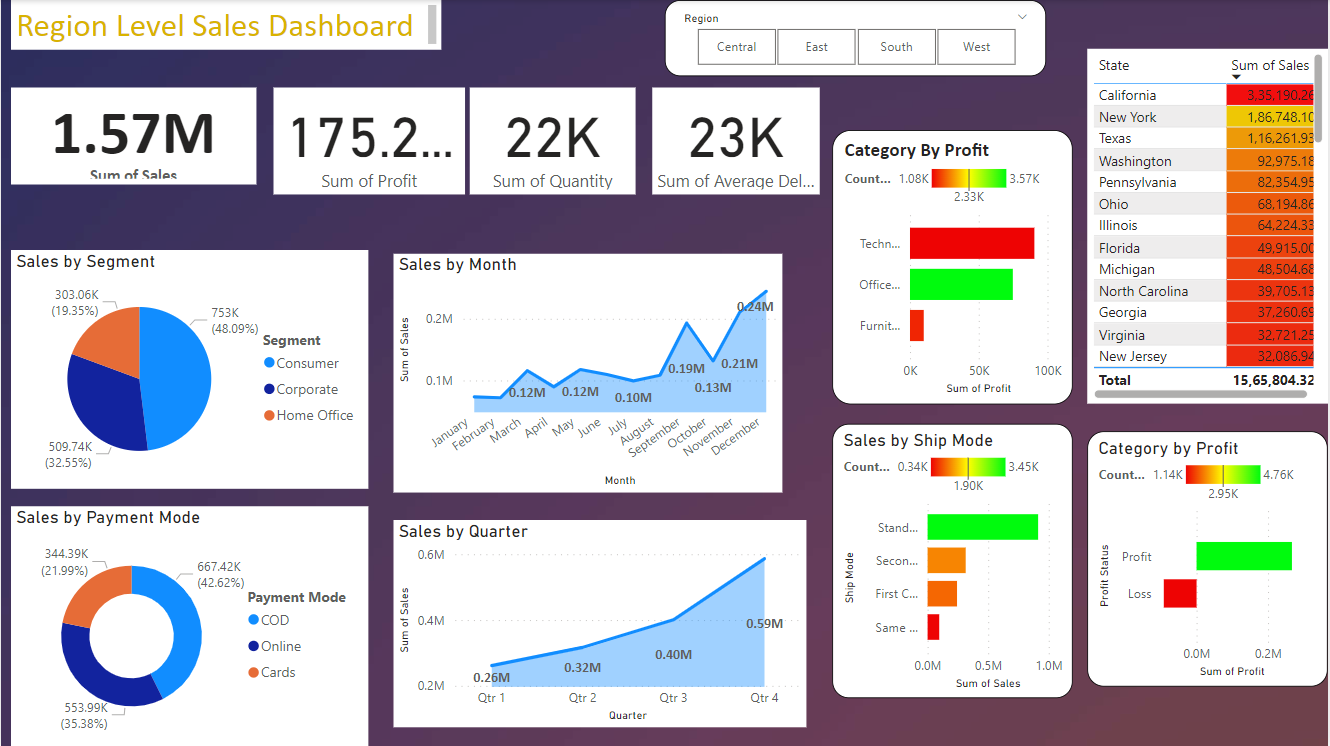 Region Level Sales Dashboard
Region
Central East South West
1.57M
Sum of Sales
175.2...
Sum of Profit
22K
Sum of Quantity
23K
Sum of Average Del...
State Sum of Sales
California 3,35,190.26
New York 1,86,748.10
Texas 1,16,261.93
Washington 92,975.18
Pennsylvania 82,354.95
Ohio 68,194.86
Illinois 64,224.33
Florida 49,915.00
Michigan 48,504.68
North Carolina 39,705.13
Georgia 37,260.69
Virginia 32,721.25
New Jersey 32,086.94
Total 15,65,804.32
Category By Profit
Count... 1.08K 3.57K
2.33K
Techn...
Office...
Furnit...
0K 50K 100K
Sum of Profit
Sales by Segment
303.06K
(19.35%)
753K
(48.09%)
509.74K
(32.55%)
Segment
Consumer
Corporate
Home Office
Sales by Month
Sum of Sales
0.2M
0.1M
0.12M
0.12M
0.10M
0.19M
0.13M
0.21M
0.24M
January
February
March
April
May
June
July
August
September
October
November
December
Month
Sales by Payment Mode
344.39K
(21.99%)
667.42K
(42.62%)
553.99K
(35.38%)
Payment Mode
COD
Online
Cards
Sales by Quarter
Sum of Sales
0.6M
0.4M
0.2M
0.26M
0.32M
0.40M
0.59M
Qtr 1 Qtr 2 Qtr 3 Qtr 4
Quarter
Sales by Ship Mode
Count... 0.34K 3.45K
1.90K
Ship Mode
Stand...
Secon...
First C...
Same ...
0.0M 0.5M 1.0M
Sum of Sales
Category by Profit
Count... 1.14K 4.76K
2.95K
Profit Status
Profit
Loss
0.0M 0.2M
Sum of Profit